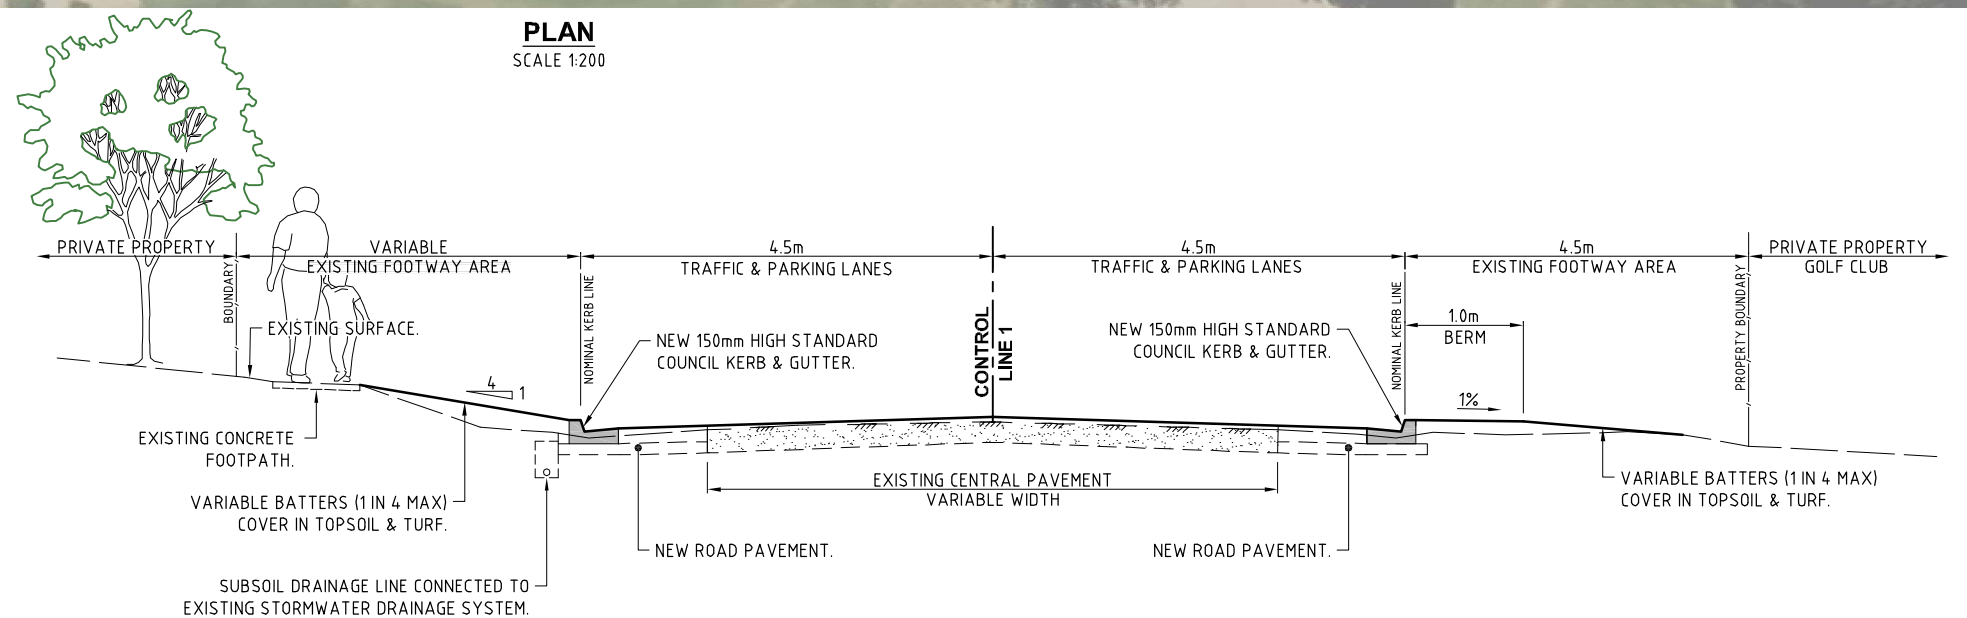 PLAN
SCALE 1:200
PRIVATE PROPERTY
VARIABLE
EXISTING FOOTWAY AREA
4.5m
TRAFFIC & PARKING LANES
4.5m
TRAFFIC & PARKING LANES
4.5m
EXISTING FOOTWAY AREA
PRIVATE PROPERTY
GOLF CLUB
BOUNDARY
NOMINAL KERB LINE
CONTROL
LINE 1
NOMINAL KERB LINE
PROPERTY BOUNDARY
EXISTING SURFACE.
NEW 150mm HIGH STANDARD
COUNCIL KERB & GUTTER.
NEW 150mm HIGH STANDARD
COUNCIL KERB & GUTTER.
1.0m
BERM
4
1
1%
EXISTING CONCRETE
FOOTPATH.
VARIABLE BATTERS (1 IN 4 MAX)
COVER IN TOPSOIL & TURF.
EXISTING CENTRAL PAVEMENT
VARIABLE WIDTH
VARIABLE BATTERS (1 IN 4 MAX)
COVER IN TOPSOIL & TURF.
NEW ROAD PAVEMENT.
NEW ROAD PAVEMENT.
SUBSOIL DRAINAGE LINE CONNECTED TO
EXISTING STORMWATER DRAINAGE SYSTEM.